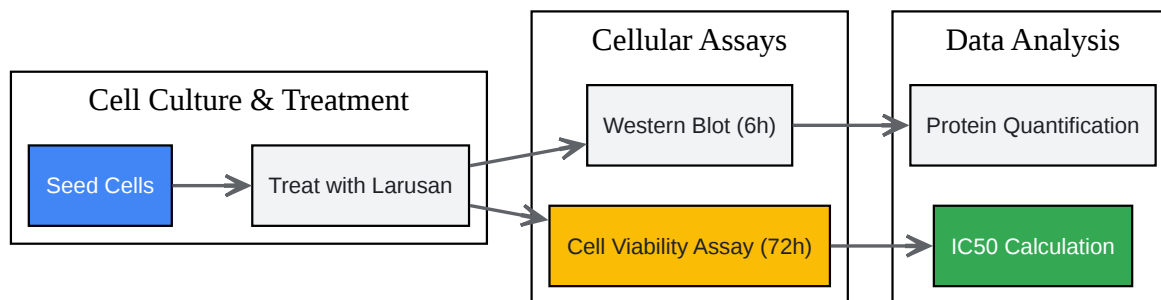 Cell Culture & Treatment
Seed Cells
Treat with Larusan
Cellular Assays
Western Blot (6h)
Cell Viability Assay (72h)
Data Analysis
Protein Quantification
IC50 Calculation